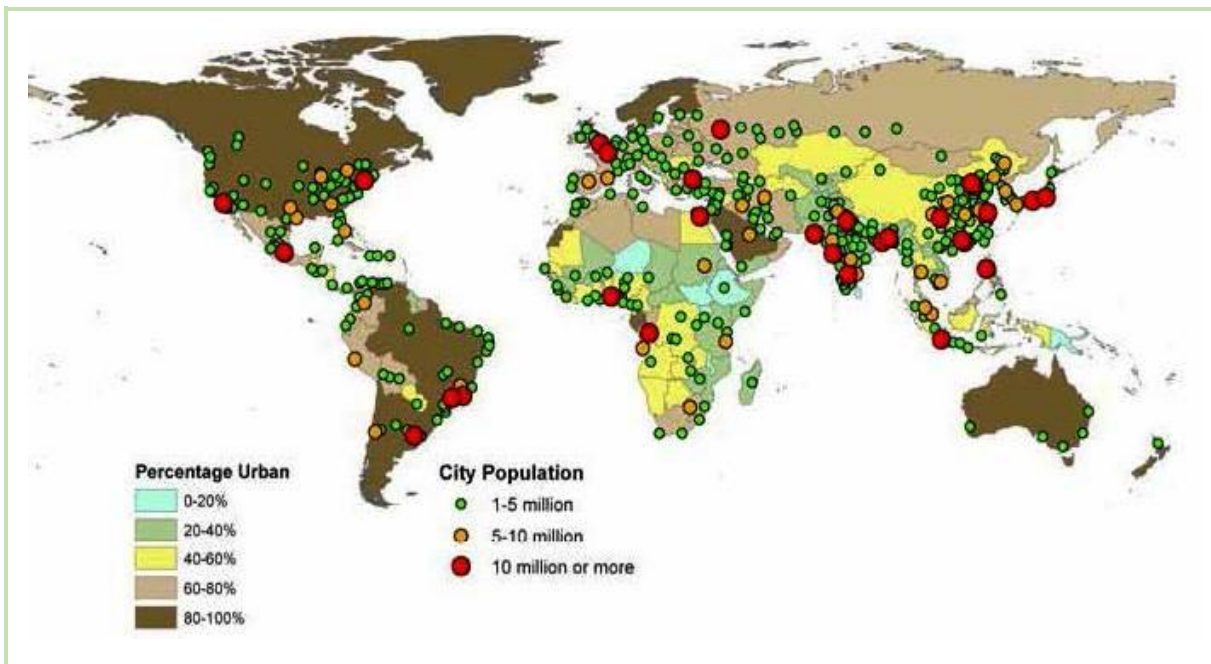 Percentage Urban
0-20%
20-40%
40-60%
60-80%
80-100%
City Population
1-5 million
5-10 million
10 million or more